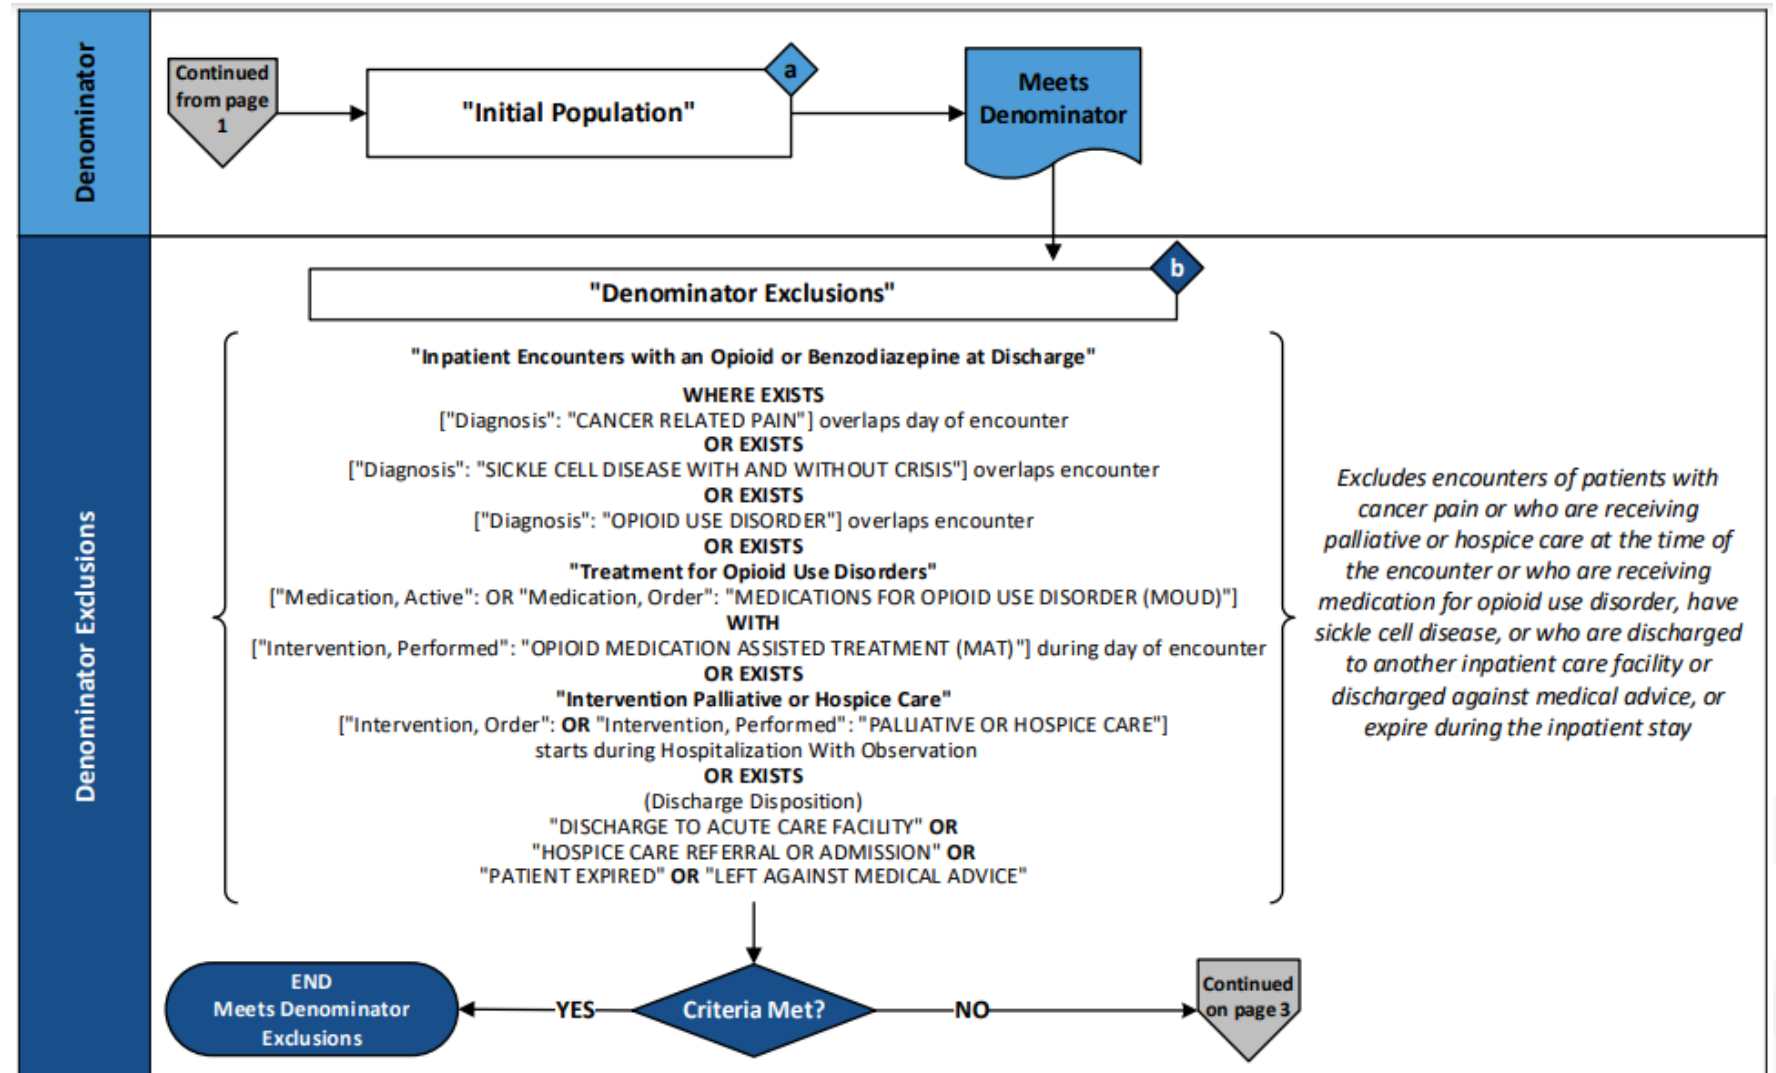 Denominator
Continued
from page
1
"Initial Population"
a
Meets
Denominator
Denominator Exclusions
"Denominator Exclusions"
b
"Inpatient Encounters with an Opioid or Benzodiazepine at Discharge"
WHERE EXISTS
["Diagnosis": "CANCER RELATED PAIN"] overlaps day of encounter
OR EXISTS
["Diagnosis": "SICKLE CELL DISEASE WITH AND WITHOUT CRISIS"] overlaps encounter
OR EXISTS
["Diagnosis": "OPIOID USE DISORDER"] overlaps encounter
OR EXISTS
"Treatment for Opioid Use Disorders"
["Medication, Active": OR "Medication, Order": "MEDICATIONS FOR OPIOID USE DISORDER (MOUD)"]
WITH
["Intervention, Performed": "OPIOID MEDICATION ASSISTED TREATMENT (MAT)"] during day of encounter
OR EXISTS
"Intervention Palliative or Hospice Care"
["Intervention, Order": OR "Intervention, Performed": "PALLIATIVE OR HOSPICE CARE"]
starts during Hospitalization With Observation
OR EXISTS
(Discharge Disposition)
"DISCHARGE TO ACUTE CARE FACILITY" OR
"HOSPICE CARE REFERRAL OR ADMISSION" OR
"PATIENT EXPIRED" OR "LEFT AGAINST MEDICAL ADVICE"
Excludes encounters of patients with
cancer pain or who are receiving
palliative or hospice care at the time of
the encounter or who are receiving
medication for opioid use disorder, have
sickle cell disease, or who are discharged
to another inpatient care facility or
discharged against medical advice, or
expire during the inpatient stay
END
Meets Denominator
Exclusions
YES
Criteria Met?
NO
Continued
on page 3